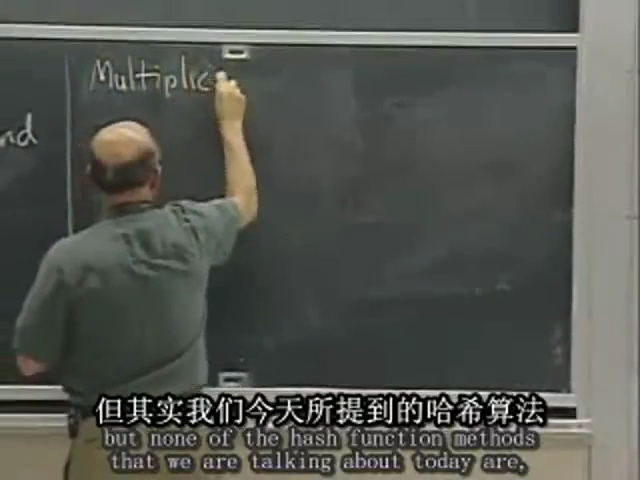 Multiplic
nd
但其实我们今天所提到的哈希算法
but none of the hash function methods
that we are talking about today are,